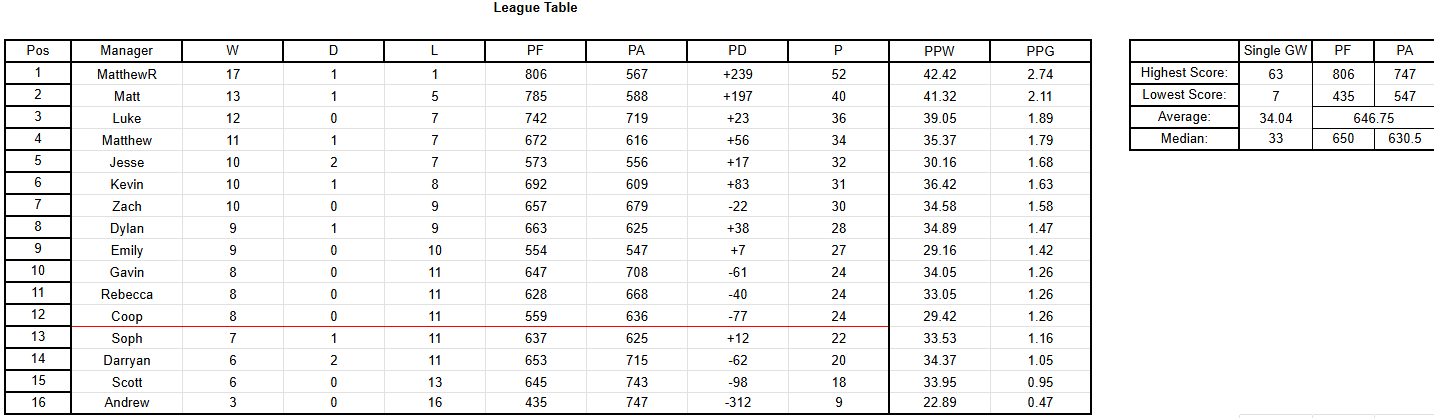 League Table
Pos Manager W D L PF PA PD P PPW PPG
1 MatthewR 17 1 1 806 567 +239 52 42.42 2.74
2 Matt 13 1 5 785 588 +197 40 41.32 2.11
3 Luke 12 0 7 742 719 +23 36 39.05 1.89
4 Matthew 11 1 7 672 616 +56 34 35.37 1.79
5 Jesse 10 2 7 573 556 +17 32 30.16 1.68
6 Kevin 10 1 8 692 609 +83 31 36.42 1.63
7 Zach 10 0 9 657 679 -22 30 34.58 1.58
8 Dylan 9 1 9 663 625 +38 28 34.89 1.47
9 Emily 9 0 10 554 547 +7 27 29.16 1.42
10 Gavin 8 0 11 647 708 -61 24 34.05 1.26
11 Rebecca 8 0 11 628 668 -40 24 33.05 1.26
12 Coop 8 0 11 559 636 -77 24 29.42 1.26
13 Soph 7 1 11 637 625 +12 22 33.53 1.16
14 Darryan 6 2 11 653 715 -62 20 34.37 1.05
15 Scott 6 0 13 645 743 -98 18 33.95 0.95
16 Andrew 3 0 16 435 747 -312 9 22.89 0.47
Single GW PF PA
Highest Score: 63 806 747
Lowest Score: 7 435 547
Average: 34.04 646.75
Median: 33 650 630.5